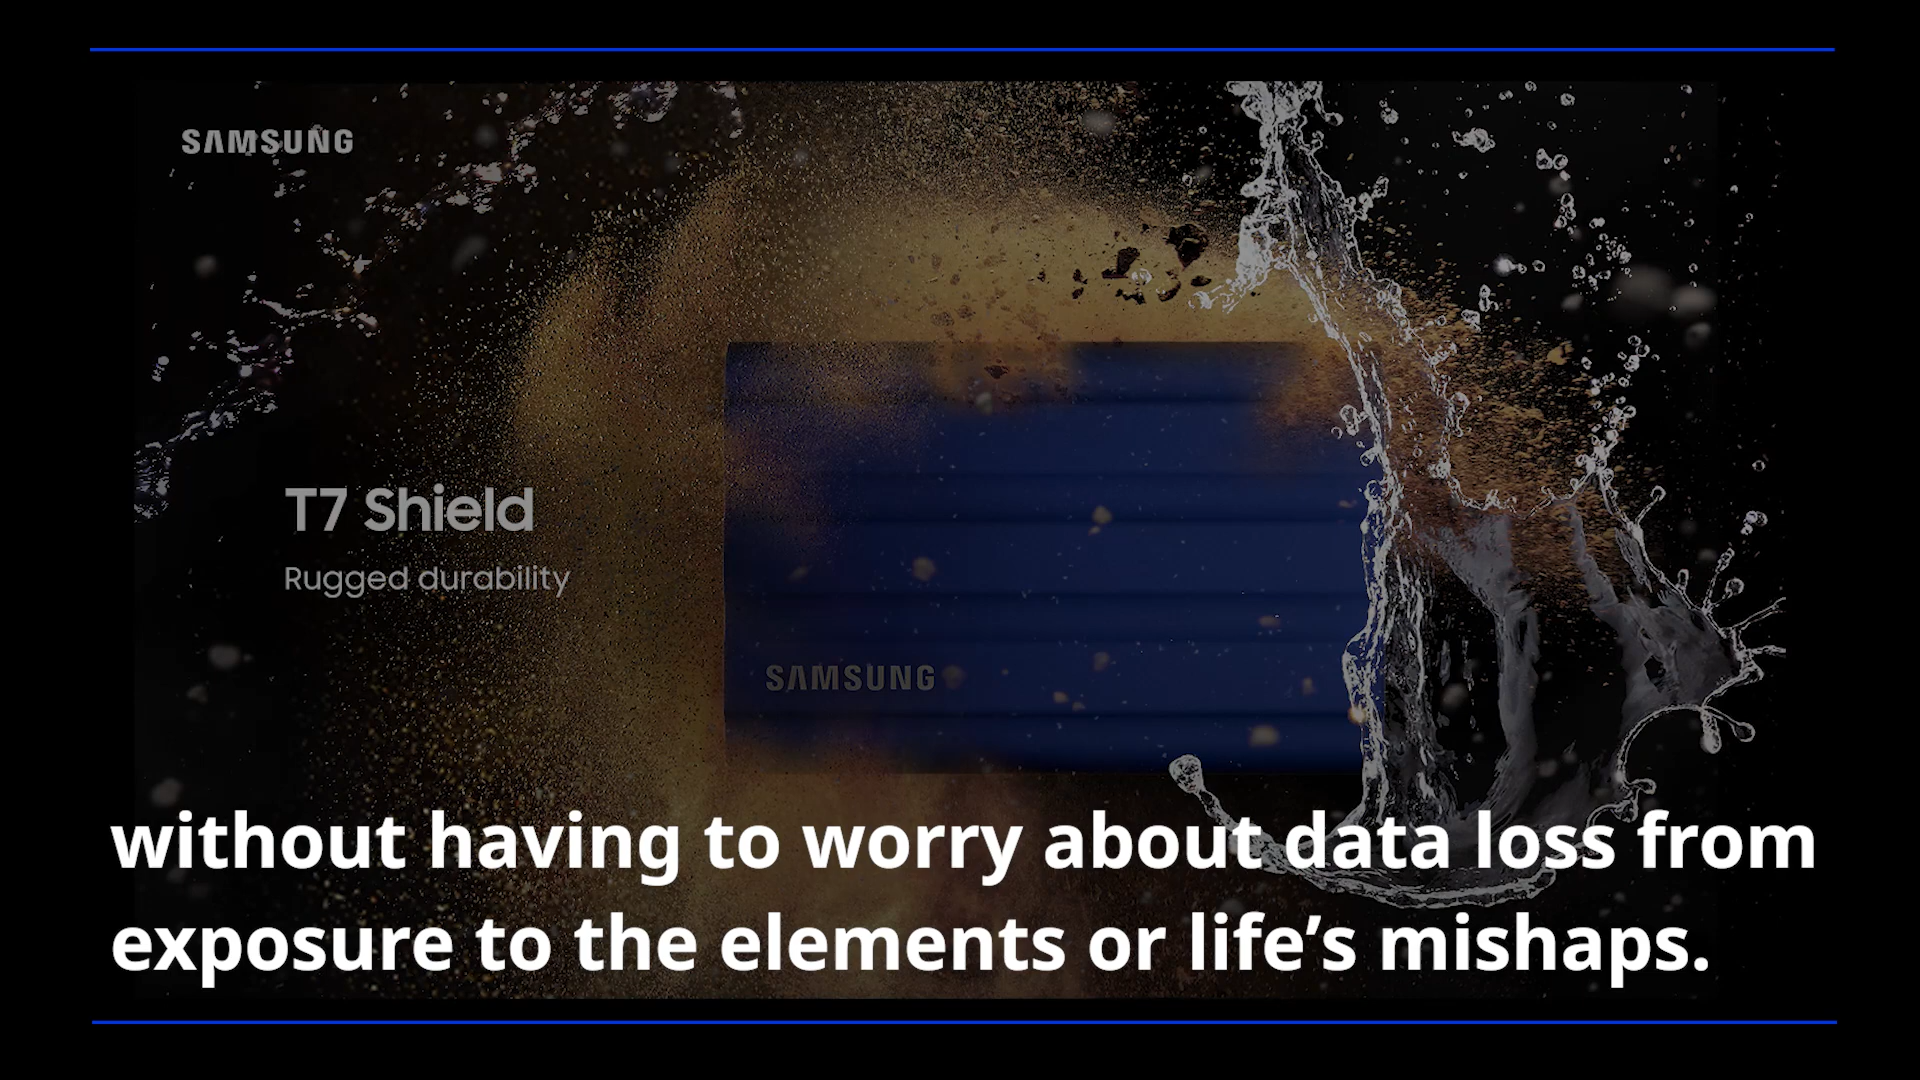 SAMSUNG
T7 Shield
Rugged durability
SAMSUNG
without having to worry about data loss from
exposure to the elements or life’s mishaps.